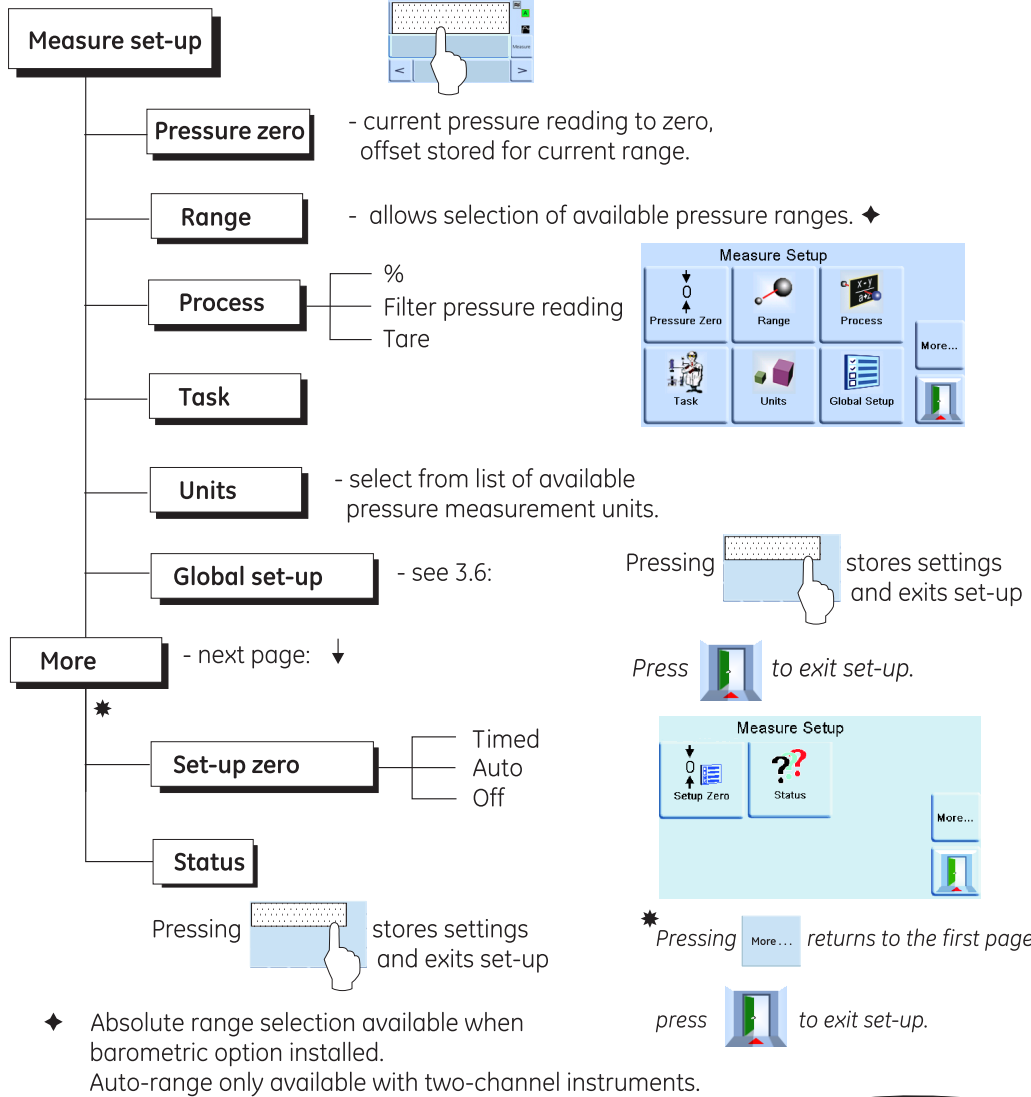 Measure set-up
Measure
<
>
Pressure zero
- current pressure reading to zero,
offset stored for current range.
Range
- allows selection of available pressure ranges. ✦
Process
%
Filter pressure reading
Tare
Measure Setup
0
Pressure Zero
Range
x-y
a+z
Process
More...
Task
Units
Global Setup
Task
Units
- select from list of available
pressure measurement units.
Global set-up
- see 3.6:
Pressing
stores settings
and exits set-up
More
- next page: ↓
Press
to exit set-up.
✸
Set-up zero
Timed
Auto
Off
Measure Setup
0
Setup Zero
???
Status
More...
Status
Pressing
stores settings
and exits set-up
✸
Pressing More ... returns to the first page
press
to exit set-up.
✦ Absolute range selection available when
barometric option installed.
Auto-range only available with two-channel instruments.